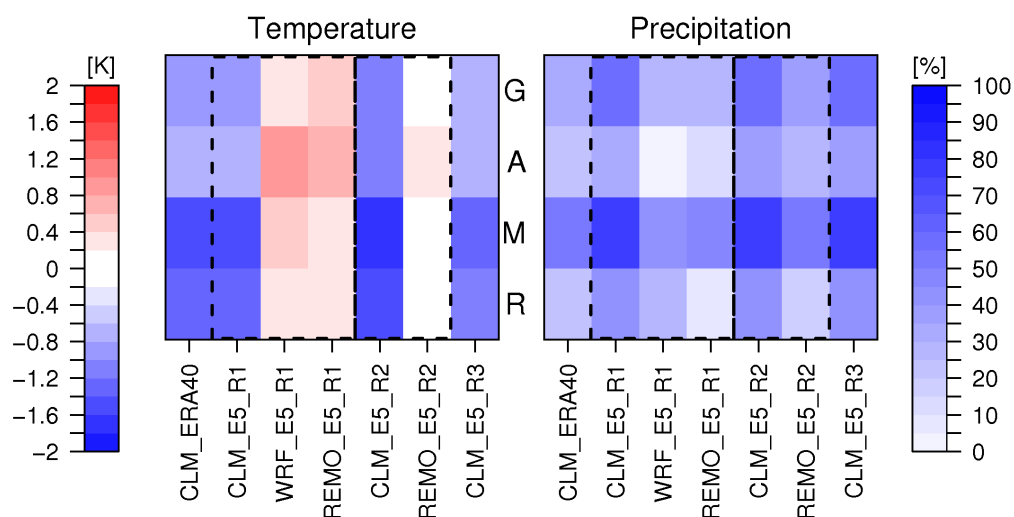 Temperature
Precipitation
[K]
2
1.6
1.2
0.8
0.4
0
−0.4
−0.8
−1.2
−1.6
−2
G
A
M
R
[%]
100
90
80
70
60
50
40
30
20
10
0
CLM_ERA40
CLM_E5_R1
WRF_E5_R1
REMO_E5_R1
CLM_E5_R2
REMO_E5_R2
CLM_E5_R3
CLM_ERA40
CLM_E5_R1
WRF_E5_R1
REMO_E5_R1
CLM_E5_R2
REMO_E5_R2
CLM_E5_R3